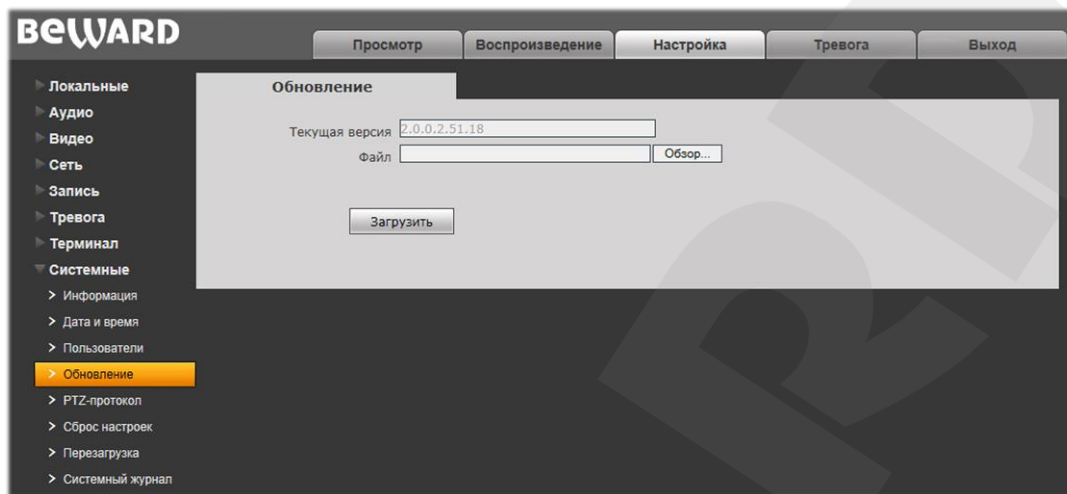 BEWARD
Просмотр
Воспроизведение
Настройка
Тревога
Выход
Локальные
Аудио
Видео
Сеть
Запись
Тревога
Терминал
Системные
Информация
Дата и время
Пользователи
Обновление
PTZ-протокол
Сброс настроек
Перезагрузка
Системный журнал
Обновление
Текущая версия 2.0.0.2.51.18
Файл Обзор...
Загрузить